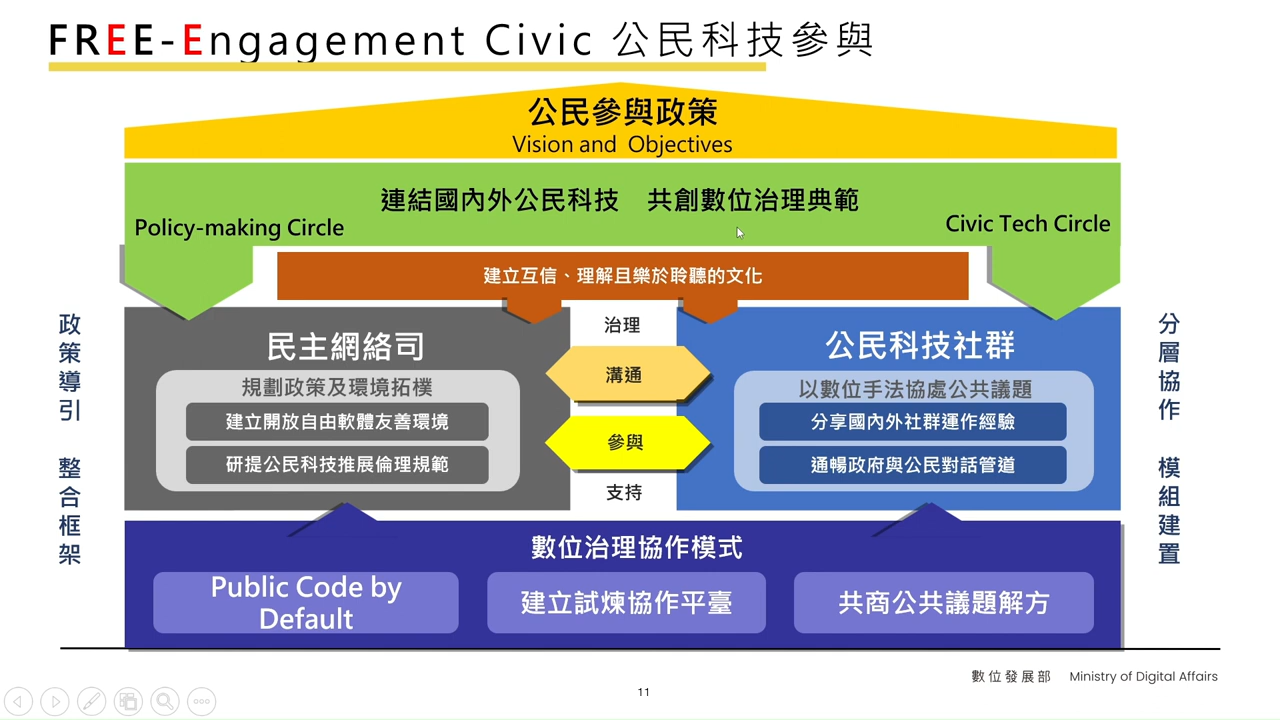 FREE-Engagement Civic 公民科技參與
公民參與政策
Vision and Objectives
連結國內外公民科技 共創數位治理典範
Policy-making Circle
Civic Tech Circle
建立互信、理解且樂於聆聽的文化
政策導引 整合框架
民主網絡司
規劃政策及環境拓樸
建立開放自由軟體友善環境
研提公民科技推展倫理規範
治理
溝通
參與
支持
公民科技社群
以數位手法協處公共議題
分享國內外社群運作經驗
通暢政府與公民對話管道
分層協作 模組建置
數位治理協作模式
Public Code by
Default
建立試煉協作平臺
共商公共議題解方
數位發展部 Ministry of Digital Affairs
11